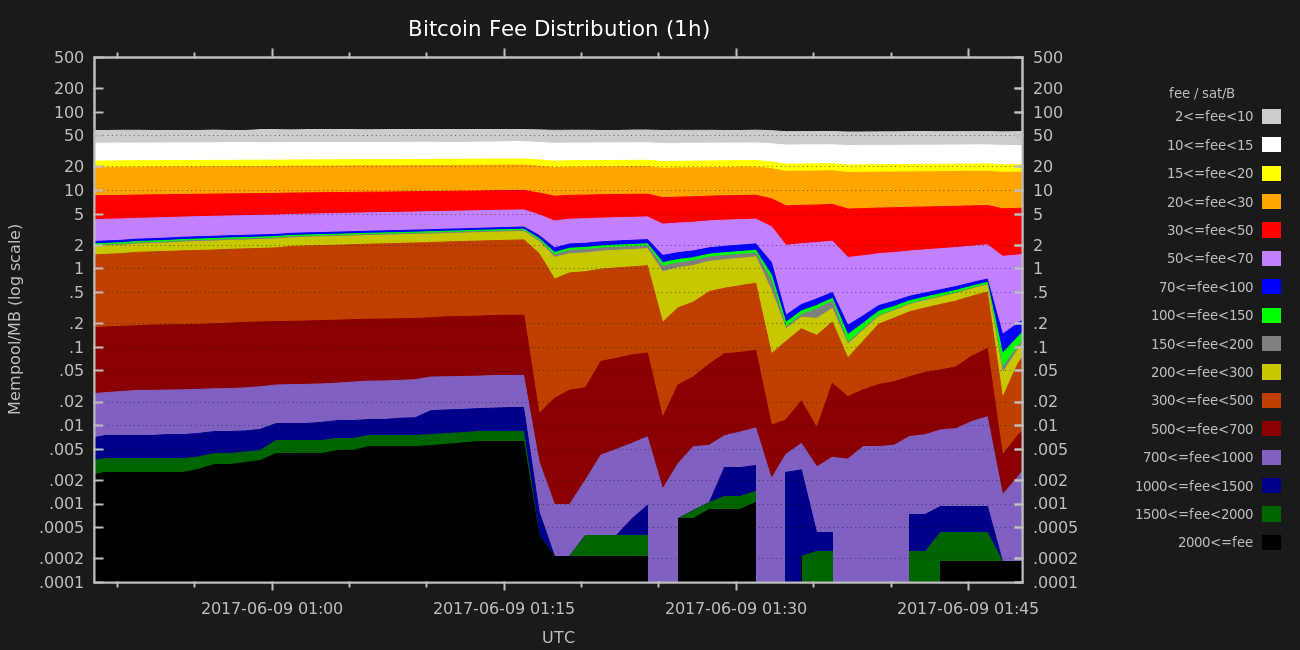 Bitcoin Fee Distribution (1h)
500
200
100
50
20
10
5
2
1
.5
.2
.1
.05
.02
.01
.005
.002
.001
.0005
.0002
.0001
Mempool/MB (log scale)
500
200
100
50
20
10
5
2
1
.5
.2
.1
.05
.02
.01
.005
.002
.001
.0005
.0002
.0001
fee / sat/B
2<=fee<10
10<=fee<15
15<=fee<20
20<=fee<30
30<=fee<50
50<=fee<70
70<=fee<100
100<=fee<150
150<=fee<200
200<=fee<300
300<=fee<500
500<=fee<700
700<=fee<1000
1000<=fee<1500
1500<=fee<2000
2000<=fee
2017-06-09 01:00
2017-06-09 01:15
2017-06-09 01:30
2017-06-09 01:45
UTC